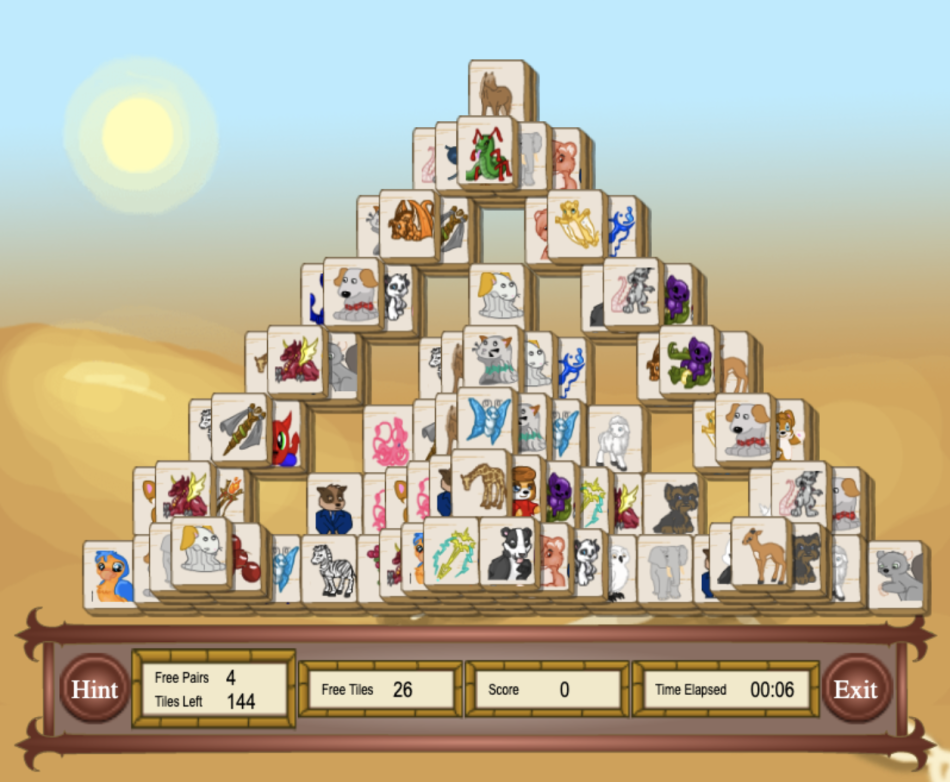 Hint
Free Pairs 4
Tiles Left 144
Free Tiles 26
Score 0
Time Elapsed 00:06
Exit